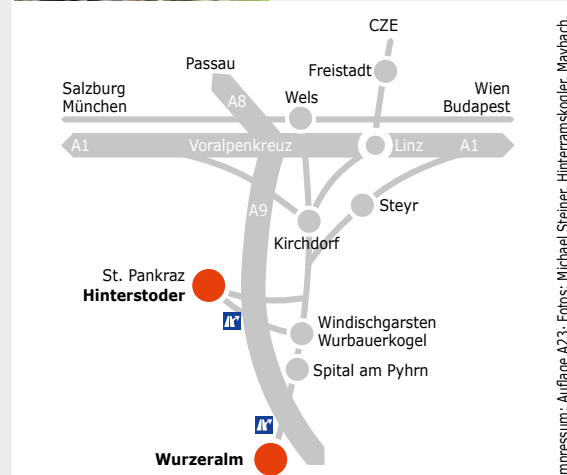 CZE
Passau
Freistadt
Salzburg
München
A8
Wels
Wien
Budapest
A1
Voralpenkreuz
Linz
A1
A9
Steyr
Kirchdorf
St. Pankraz
Hinterstoder
Windischgarsten
Wurbauerkogel
Spital am Pyhrn
Wurzeralm
Impressum: Auflage A23; Fotos: Michael Steiner, Hinterramskogler, Maybach,